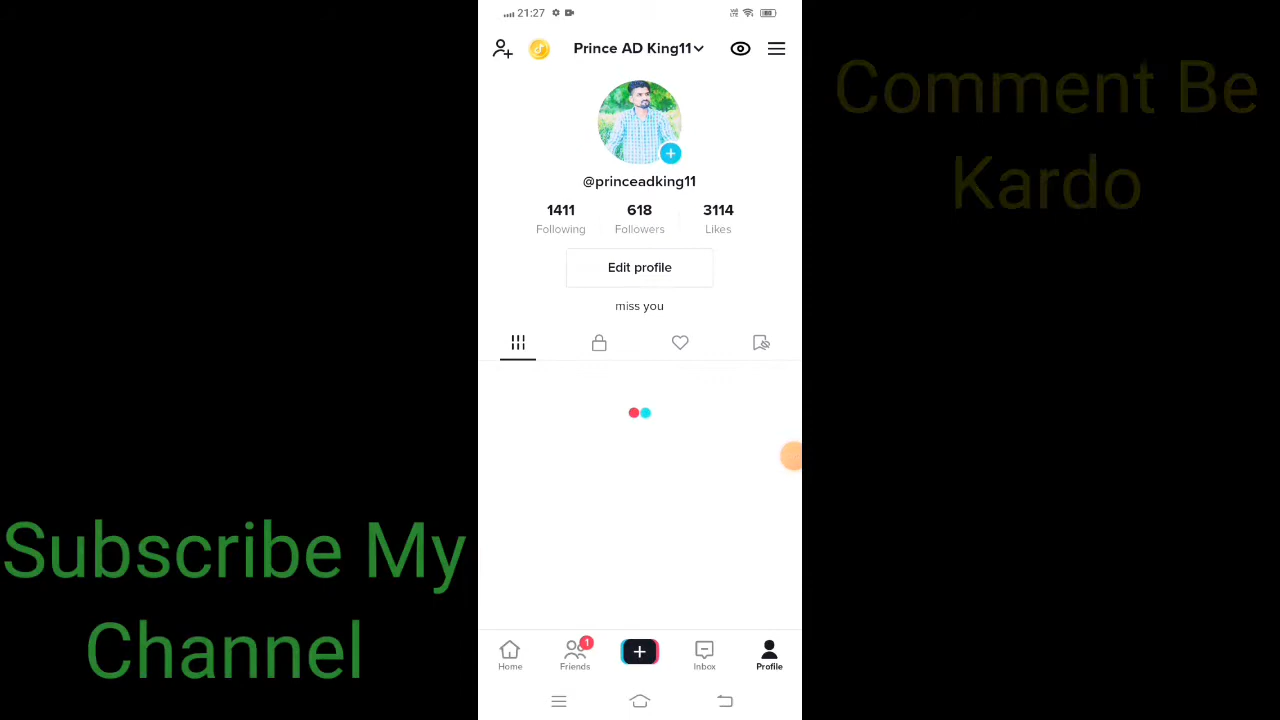 21:27
Prince AD King11
@princeadking11
1411 618 3114
Following Followers Likes
Edit profile
miss you
Home Friends 1 Inbox Profile
Subscribe My
Channel
Comment Be
Kardo